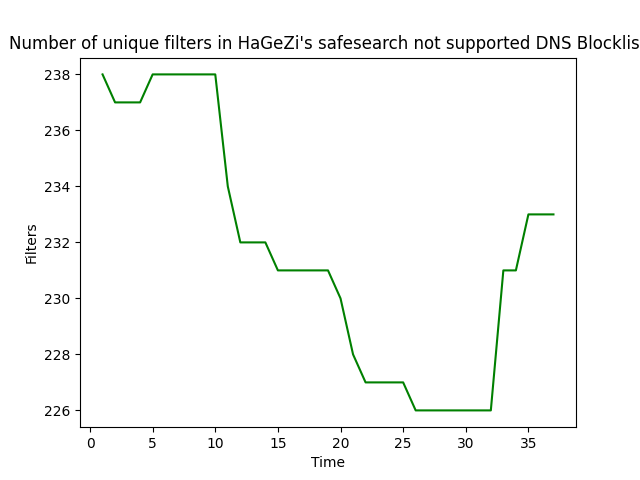 Number of unique filters in HaGeZi's safesearch not supported DNS Blocklis
238
236
234
232
230
228
226
Filters
0 5 10 15 20 25 30 35
Time